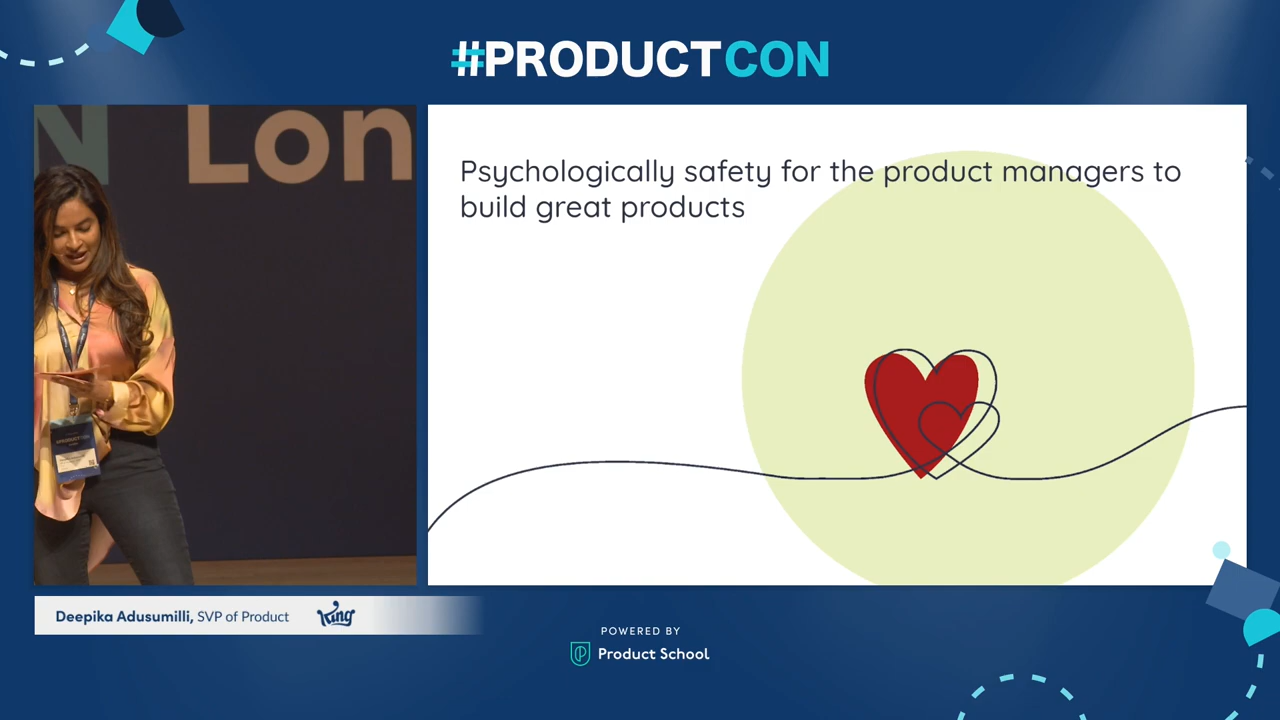 #PRODUCTCON
N Lon
Psychologically safety for the product managers to
build great products
#PRODUCTCON
Deepika Adusumilli, SVP of Product
King
POWERED BY
Product School